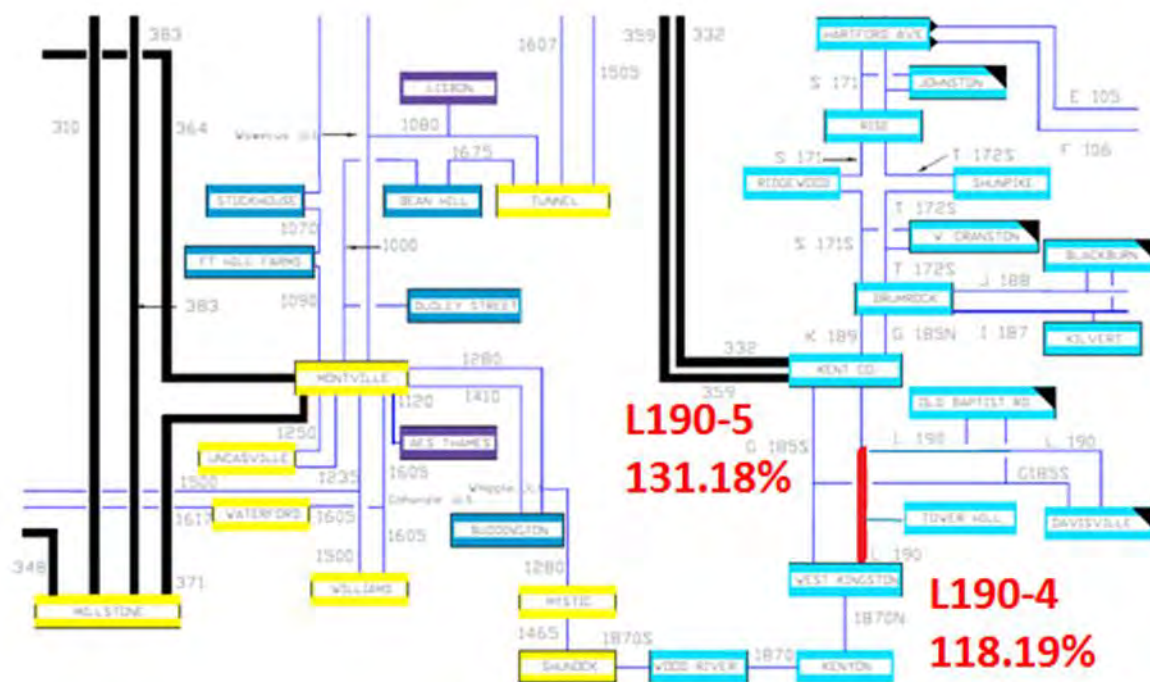 383
359
332
1607
1505
HARTFORD AVE
S 171
JOHNSTON
E 105
F 106
310
364
LISBON
1080
1675
RISE
S 171
T 172S
RIDGEWOOD
SHUNPIKE
STOCKHOUSE
BEAN HILL
TUNNEL
1070
1000
T 172S
S 171S
W. CRANSTON
FT HILL FARMS
T 172S
BLACKBURN
J 188
383
1090
DUDLEY STREET
DRUMROCK
I 187
KILVERT
K 189
G 185N
1280
332
MONTVILLE
KENT CO.
359
1120
1410
OLD BAPTIST RD
L190-5
131.18%
G 185S
L 190
L 190
1250
AES THAMES
UNCASVILLE
1235
1605
G185S
1500
WATERFORD
1605
1617
BUDDINGTON
TOWER HILL
DAVISVILLE
1605
1500
348
371
1280
L 190
WILLIAMS
WEST KINGSTON
MILLSTONE
MYSTIC
L190-4
118.19%
1465
1870S
1870N
SHUNOCK
WOOD RIVER
1870
KENYON